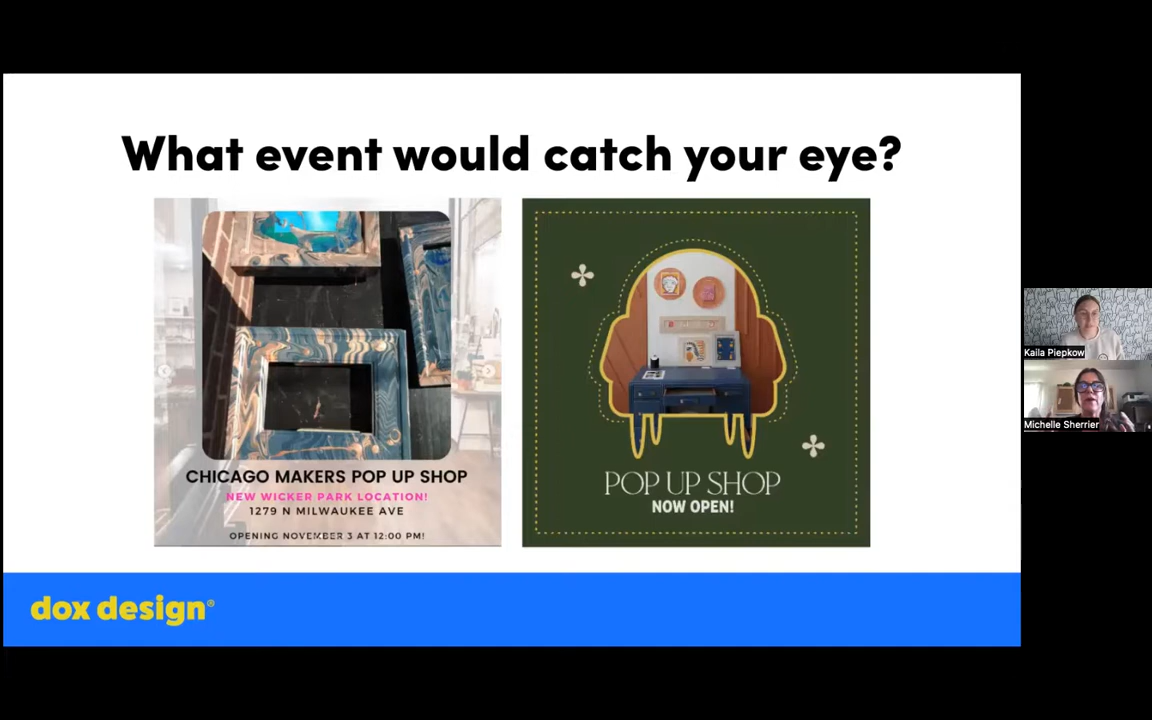 What event would catch your eye?
CHICAGO MAKERS POP UP SHOP
NEW WICKER PARK LOCATION!
1279 N MILWAUKEE AVE
OPENING NOVEMBER 3 AT 12:00 PM!
POP UP SHOP
NOW OPEN!
dox design®
Kaila Piepkow
Michelle Sherrier